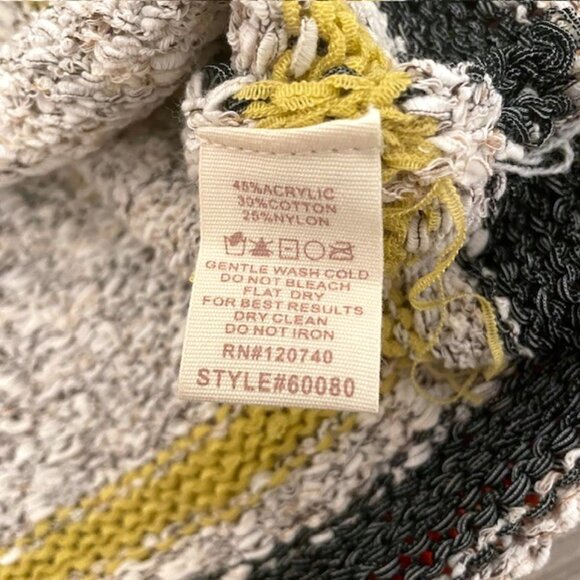 45%ACRYLIC
30%COTTON
25%NYLON
GENTLE WASH COLD
DO NOT BLEACH
FLAT DRY
FOR BEST RESULTS
DRY CLEAN
DO NOT IRON
RN#120740
STYLE#60080